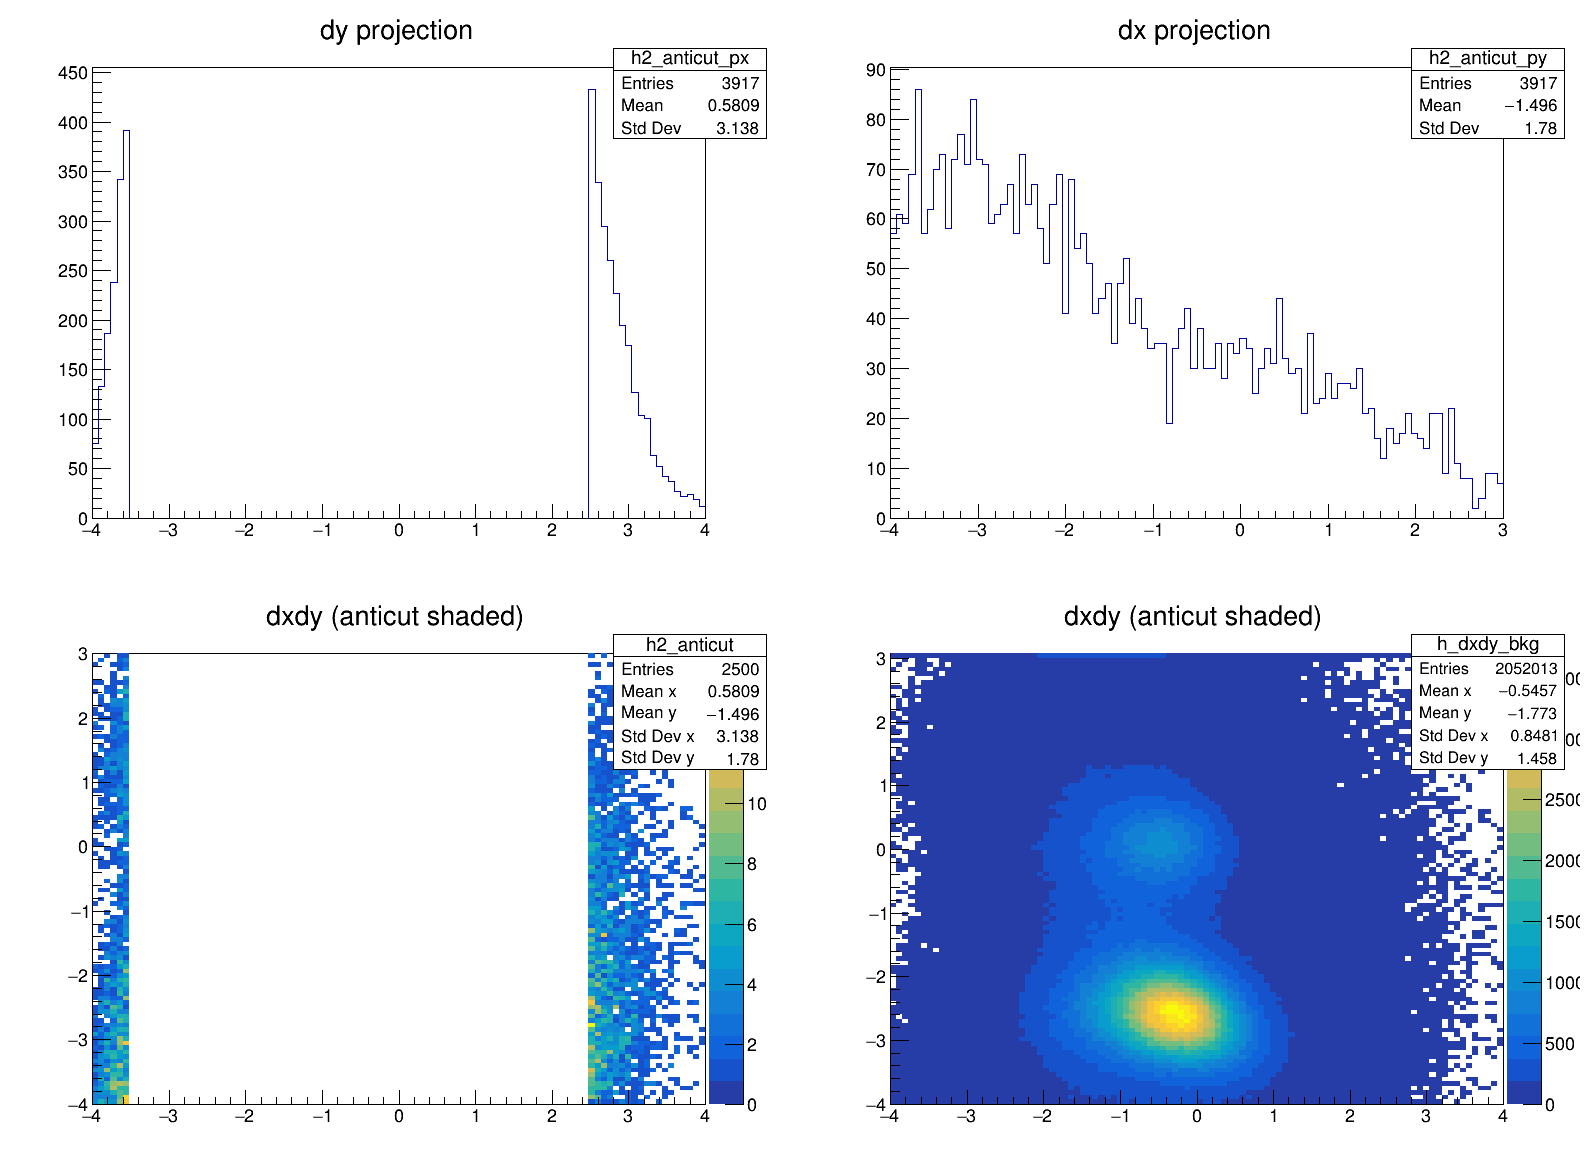 dy projection
h2_anticut_px
Entries 3917
Mean 0.5809
Std Dev 3.138
450
400
350
300
250
200
150
100
50
0
−4 −3 −2 −1 0 1 2 3 4
dx projection
h2_anticut_py
Entries 3917
Mean −1.496
Std Dev 1.78
90
80
70
60
50
40
30
20
10
0
−4 −3 −2 −1 0 1 2 3
dxdy (anticut shaded)
h2_anticut
Entries 2500
Mean x 0.5809
Mean y −1.496
Std Dev x 3.138
Std Dev y 1.78
3
2
1
0
−1
−2
−3
−4
−4 −3 −2 −1 0 1 2 3 4
10
8
6
4
2
0
dxdy (anticut shaded)
h_dxdy_bkg
Entries 2052013
Mean x −0.5457
Mean y −1.773
Std Dev x 0.8481
Std Dev y 1.458
3
2
1
0
−1
−2
−3
−4
−4 −3 −2 −1 0 1 2 3 4
2500
2000
1500
1000
500
0